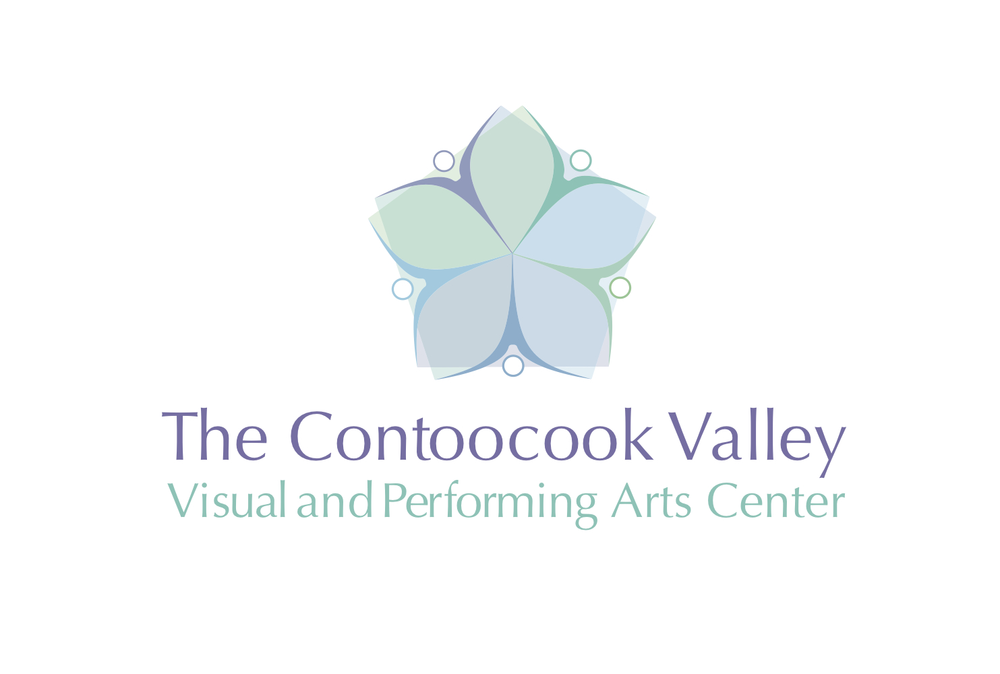 The Contoocook Valley
Visual and Performing Arts Center